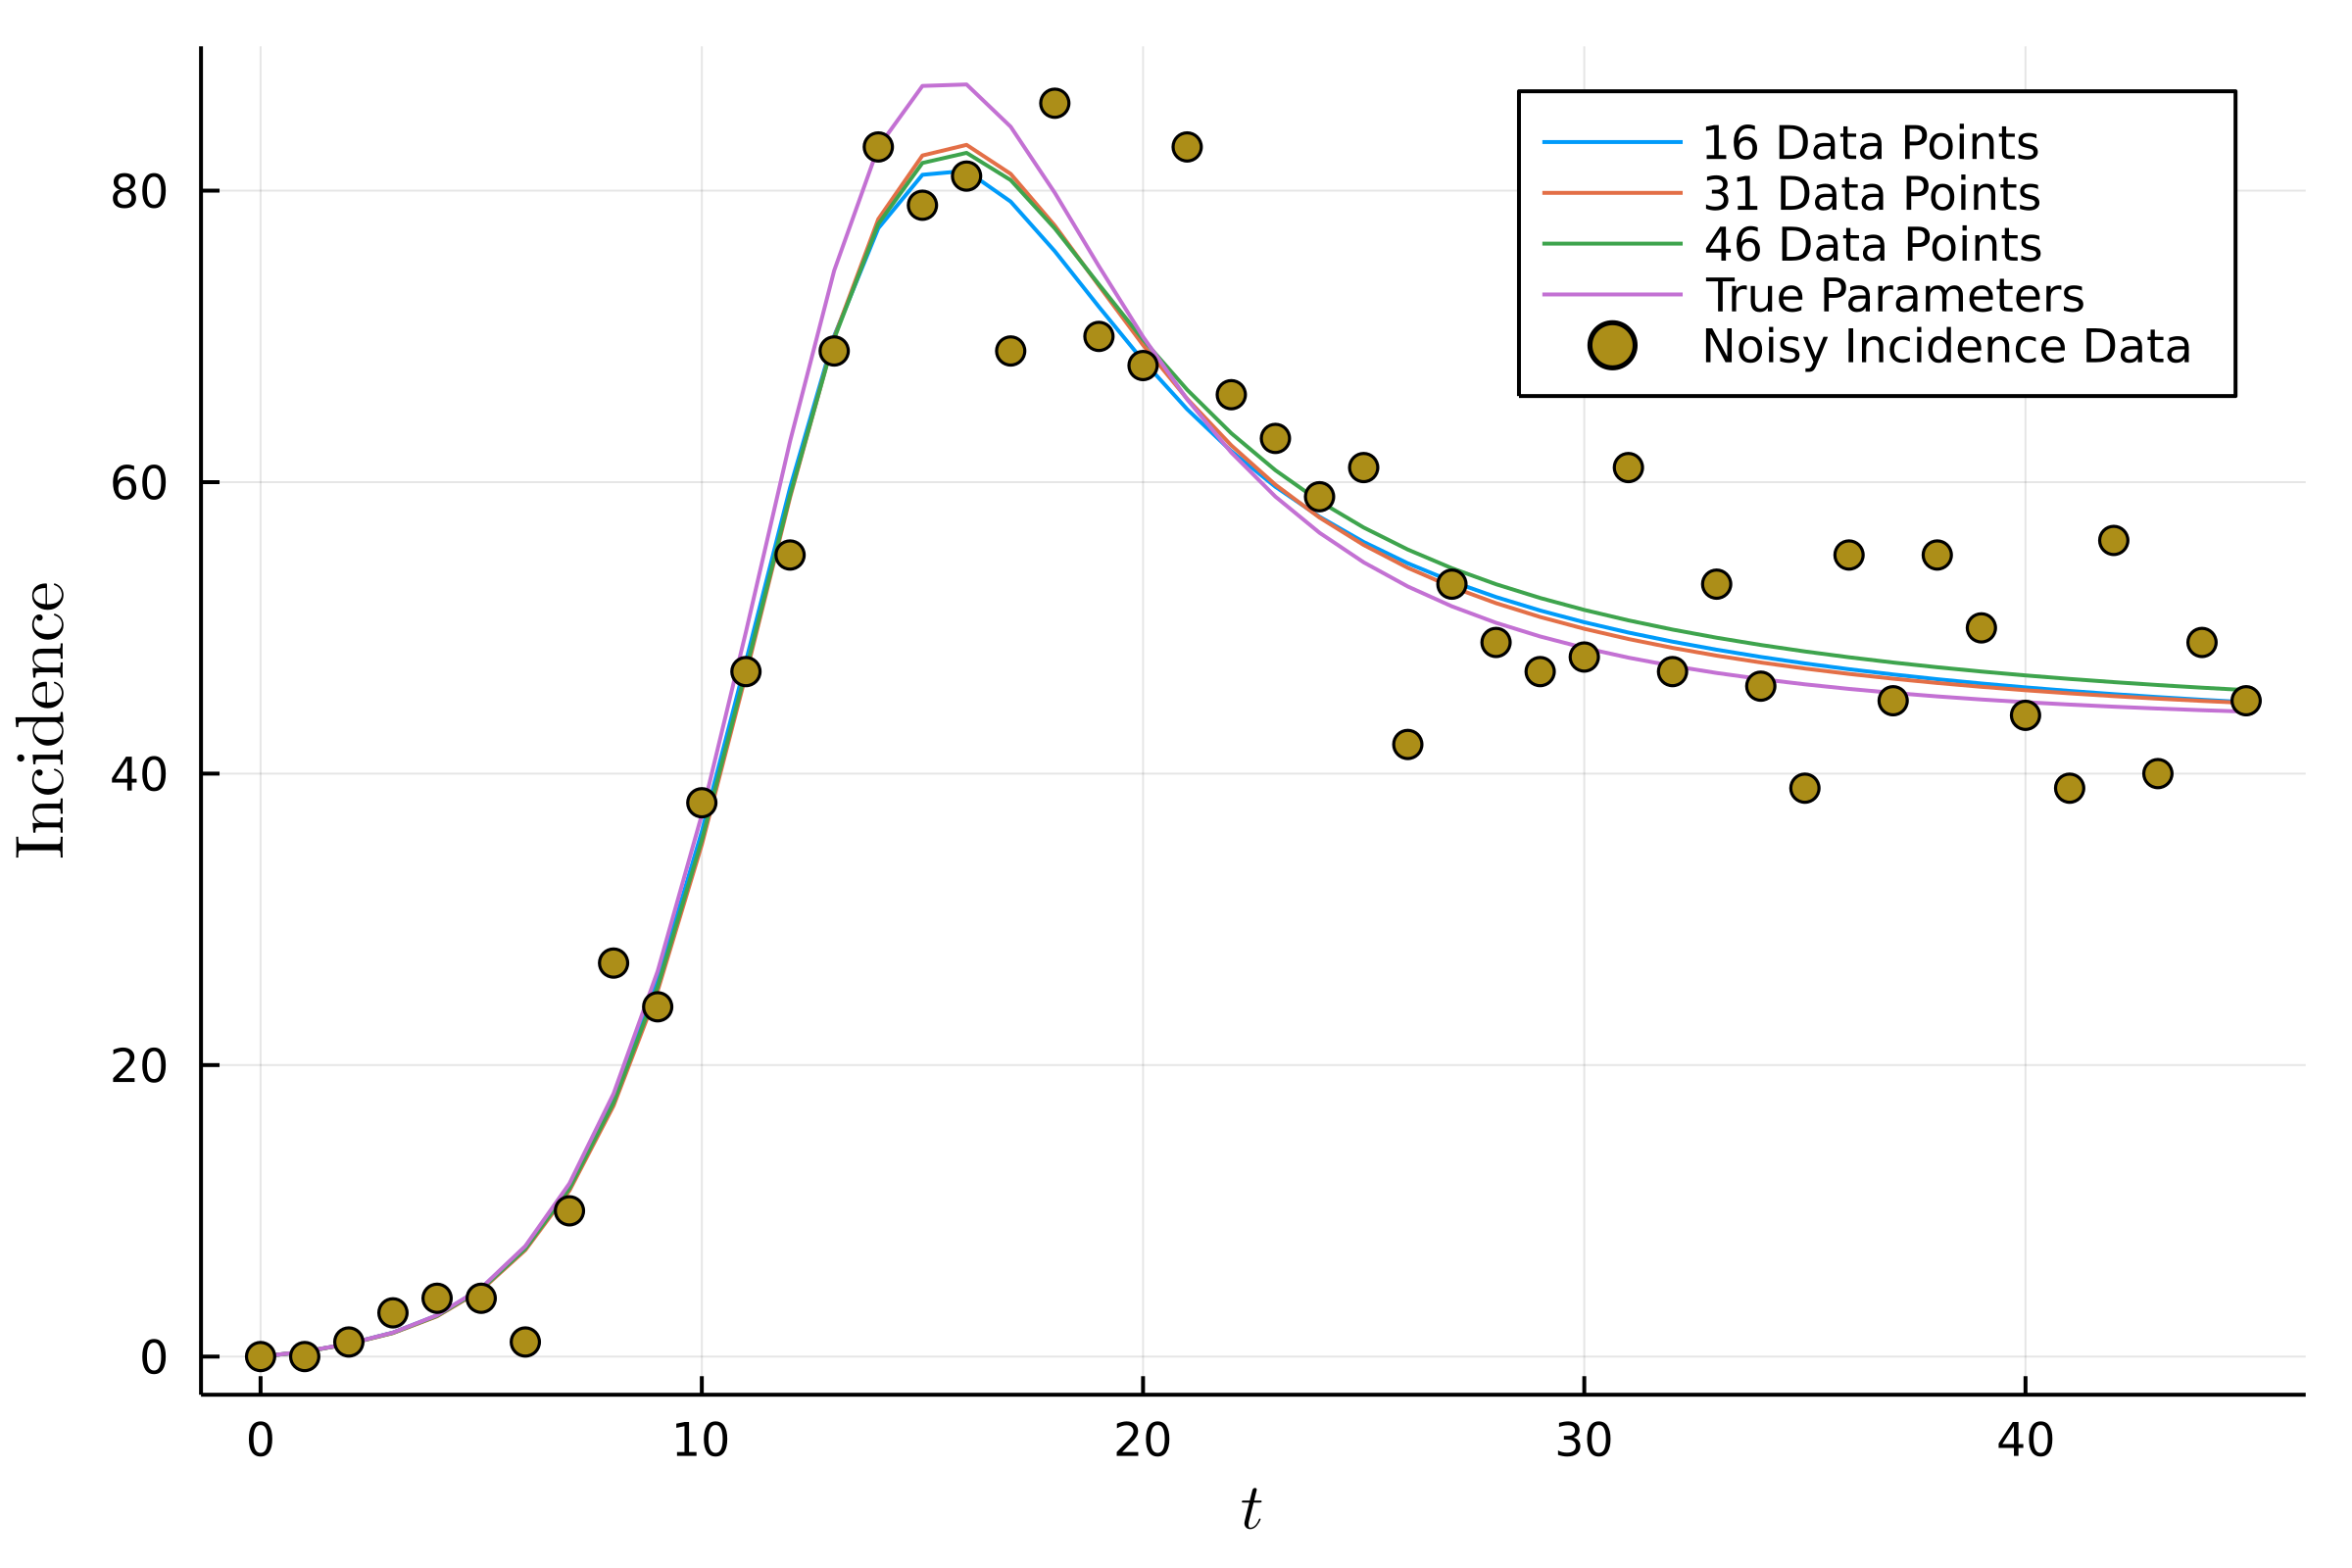 16 Data Points
31 Data Points
46 Data Points
True Parameters
Noisy Incidence Data
80
60
40
20
0
Incidence
0 10 20 30 40
t